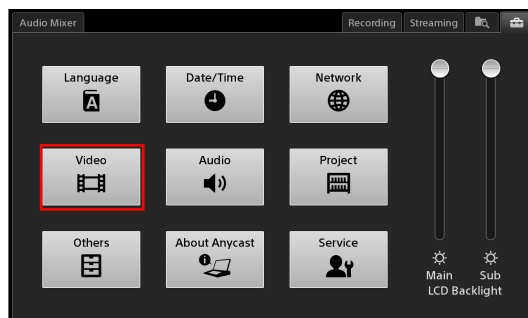 Audio Mixer
Recording
Streaming
Language
A
Date/Time
Network
Video
Audio
Project
Others
About Anycast
Service
Main
Sub
LCD Backlight